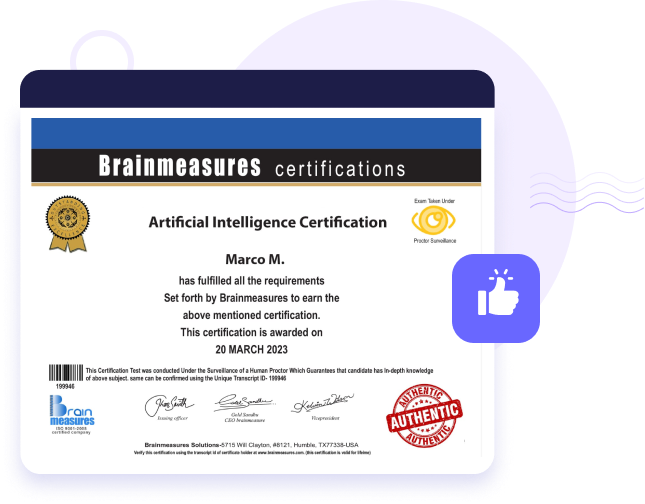 Brainmeasures certifications
Exam Taken Under
Artificial Intelligence Certification
Proctor Surveillance
Marco M.
has fulfilled all the requirements
Set forth by Brainmeasures to earn the
above mentioned certification.
This certification is awarded on
20 MARCH 2023
This Certification Test was conducted Under the Surveillance of a Human Proctor Which Guarantees that candidate has In-depth knowledge
of above subject. same can be confirmed using the Unique Transcript ID- 199946
199946
Brain
measures
ISO 9001-2008
certified company
Issuing officer
Gold Sandhu
CEO brainmeasure
Vicepresident
AUTHENTIC
AUTHENTIC
AUTHENTIC
Brainmeasures Solutions-5715 Will Clayton, #6121, Humble, TX77338-USA
Verify this certification using the transcript id of certificate holder at www.brainmeasures.com. (this certification is valid for lifetime)